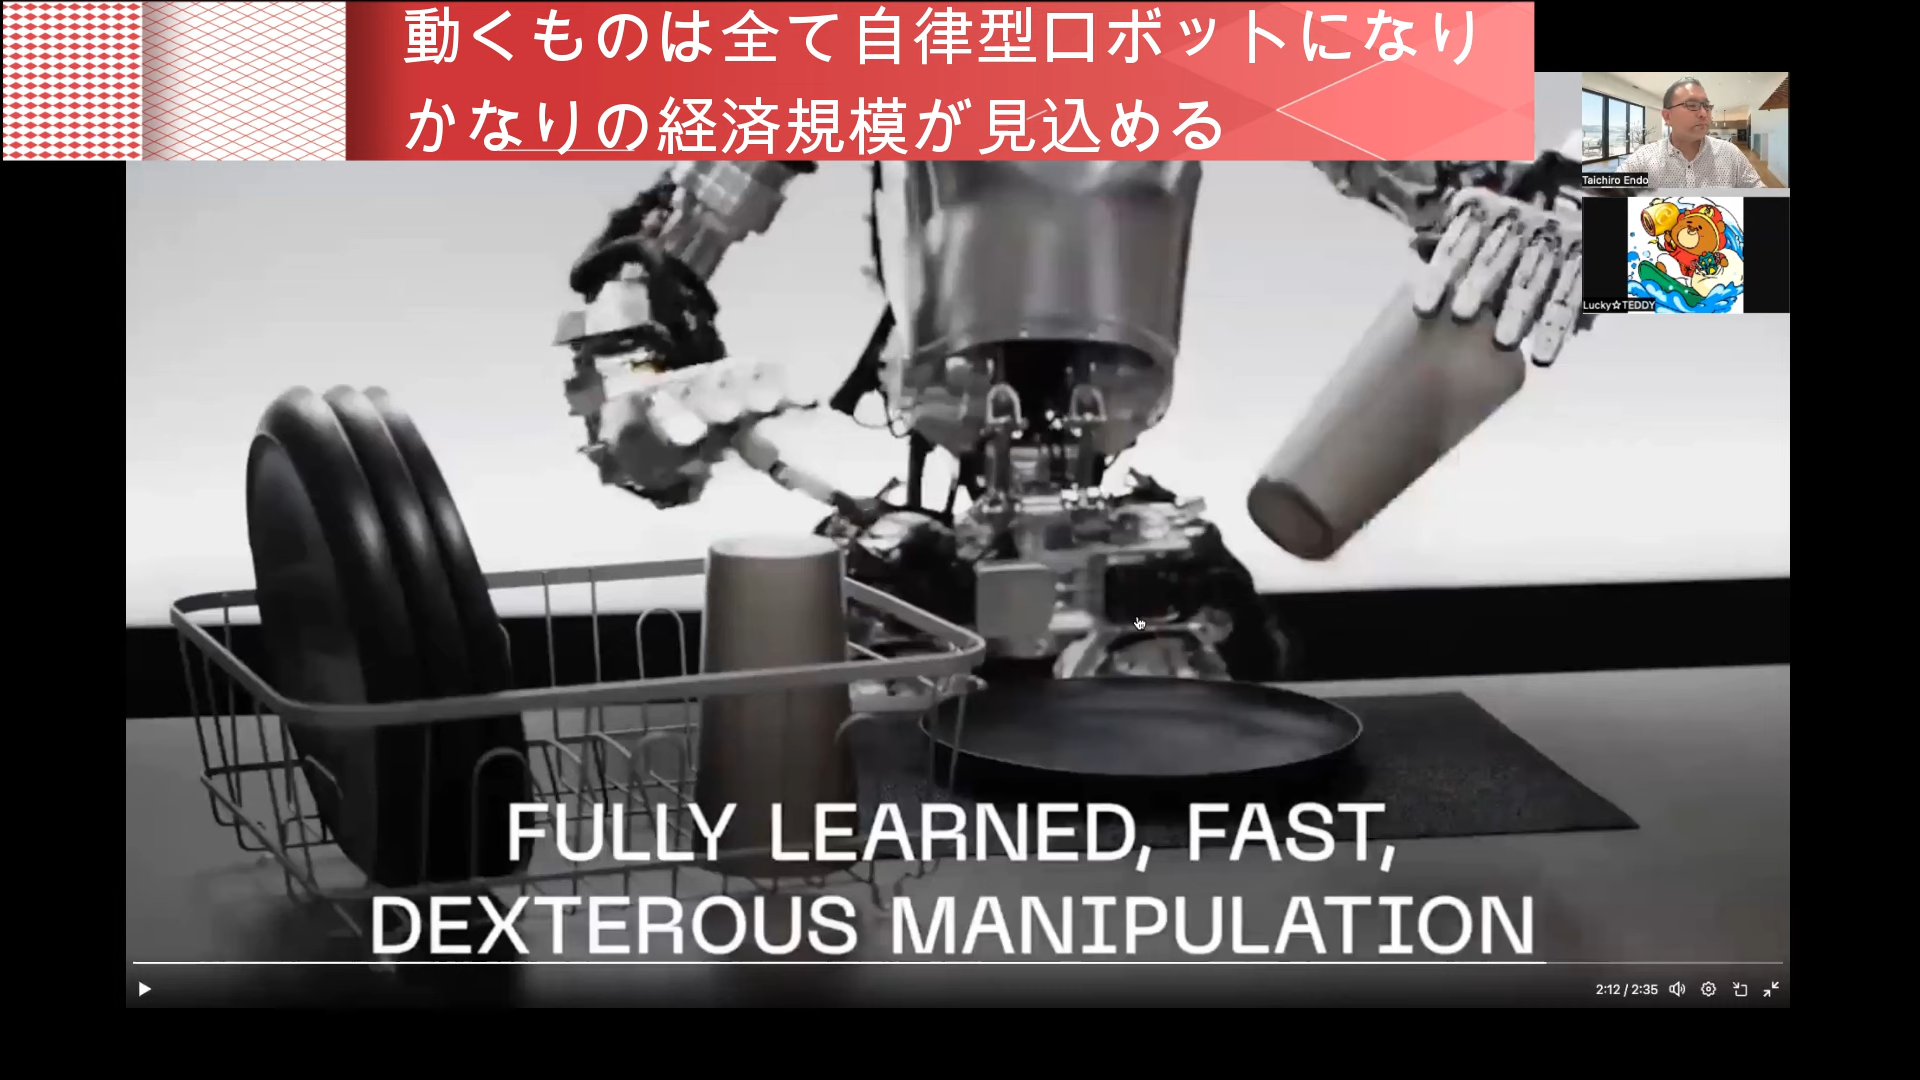 動くものは全て自律型ロボットになり
かなりの経済規模が見込める
Taichiro Endo
Lucky☆TEDDY
FULLY LEARNED, FAST,
DEXTEROUS MANIPULATION
2:12 / 2:35